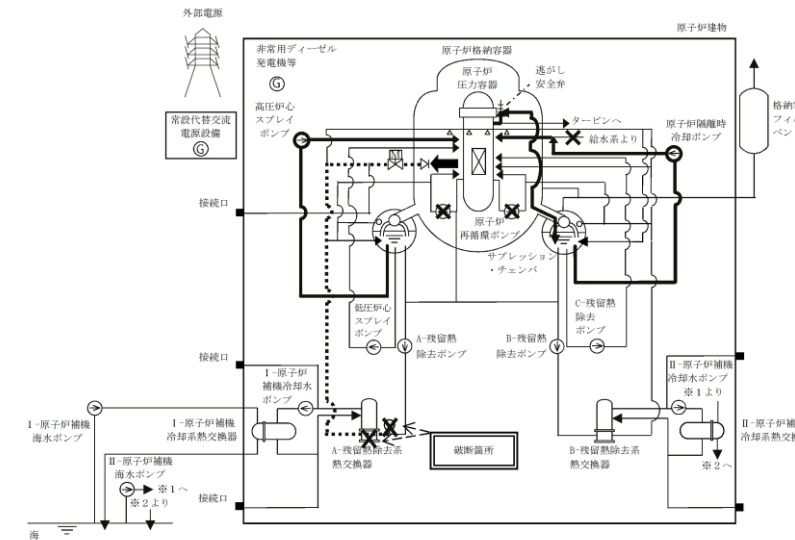 外部電源
原子炉建物
非常用ディーゼル
発電機等
G
原子炉格納容器
原子炉
圧力容器
逃がし
安全弁
高圧炉心
スプレイ
ポンプ
常設代替交流
電源設備
G
タービンへ
給水系より
原子炉隔離時
冷却ポンプ
格納
フィ
ベン
M
接続口
原子炉
再循環ポンプ
サプレッション
・チェンバ
低圧炉心
スプレイ
ポンプ
C-残留熱
除去
ポンプ
A-残留熱
除去ポンプ
B-残留熱
除去ポンプ
接続口
Ⅰ-原子炉
補機冷却水
ポンプ
Ⅱ-原子炉補機
冷却水ポンプ
※1より
Ⅰ-原子炉補機
海水ポンプ
Ⅰ-原子炉補機
冷却系熱交換器
Ⅱ-原子炉補
冷却系熱交換
A-残留熱除去系
熱交換器
破断箇所
B-残留熱除去系
熱交換器
Ⅱ-原子炉補機
海水ポンプ
※1へ
※2より
※2へ
接続口
海